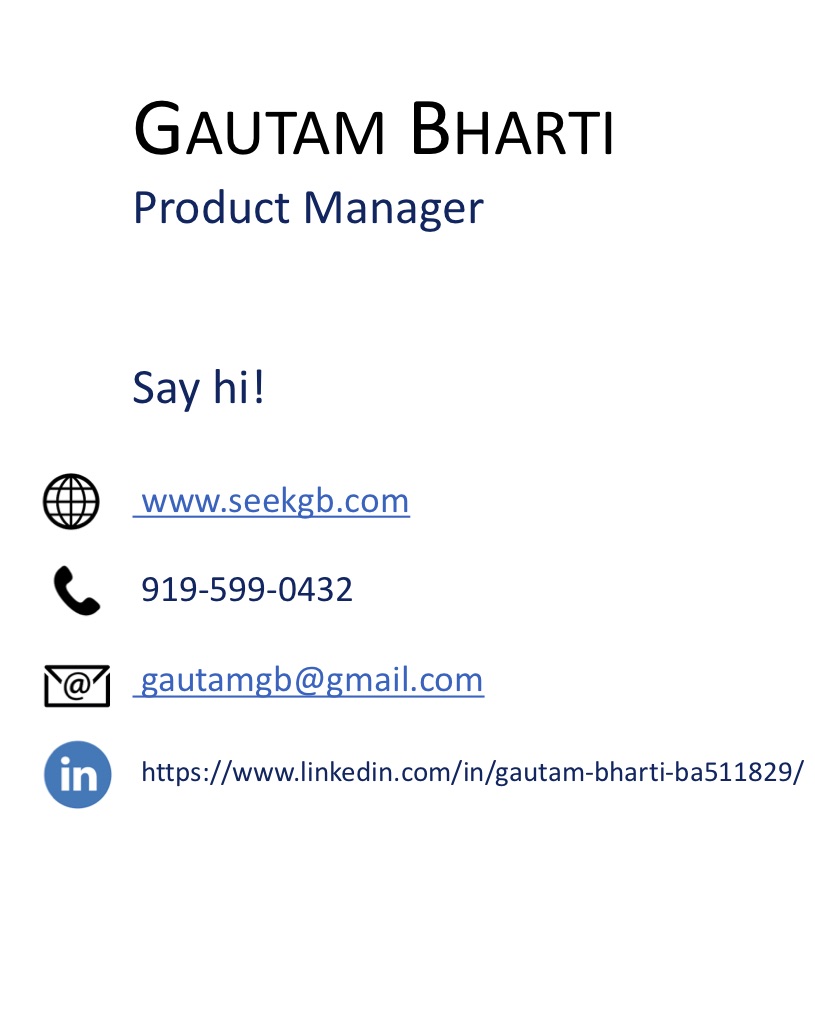 GAUTAM BHARTI
Product Manager
Say hi!
www.seekgb.com
919-599-0432
@
gautamgb@gmail.com
in
https://www.linkedin.com/in/gautam-bharti-ba511829/